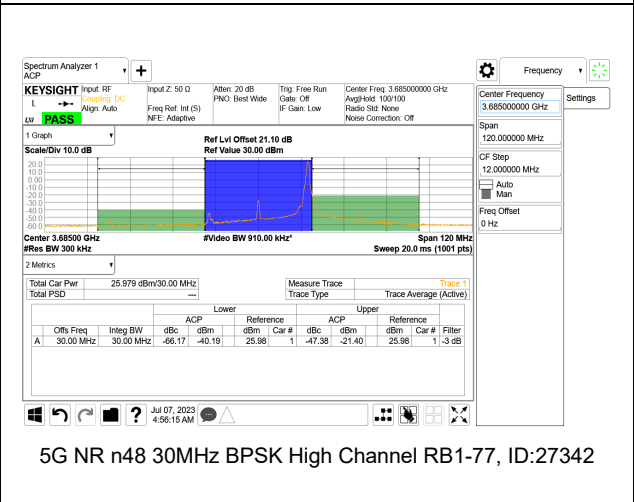 Spectrum Analyzer 1
ACP
Frequency
KEYSIGHT
Input: RF
Coupling: DC
Align: Auto
Input Z: 50 Ω
Freq Ref: Int (S)
NFE: Adaptive
Atten: 20 dB
PNO: Best Wide
Trig: Free Run
Gate: Off
IF Gain: Low
Center Freq: 3.685000000 GHz
Avg|Hold: 100/100
Radio Std: None
Noise Correction: Off
L
LXI
PASS
Center Frequency
3.685000000 GHz
Settings
Span
120.000000 MHz
CF Step
12.000000 MHz
Auto
Man
Freq Offset
0 Hz
1 Graph
Scale/Div 10.0 dB
Ref Lvl Offset 21.10 dB
Ref Value 30.00 dBm
20.0
10.0
0.00
-10.0
-20.0
-30.0
-40.0
-50.0
-60.0
Center 3.68500 GHz
#Video BW 910.00 kHz*
Span 120 MHz
#Res BW 300 kHz
Sweep 20.0 ms (1001 pts)
2 Metrics
Total Car Pwr 25.979 dBm/30.00 MHz
Measure Trace Trace 1
Total PSD ---
Trace Type Trace Average (Active)
Lower Upper
ACP Reference ACP Reference
Offs Freq Integ BW dBc dBm dBm Car # dBc dBm dBm Car # Filter
A 30.00 MHz 30.00 MHz -66.17 -40.19 25.98 1 -47.38 -21.40 25.98 1 -3 dB
Jul 07, 2023
4:56:15 AM
5G NR n48 30MHz BPSK High Channel RB1-77, ID:27342